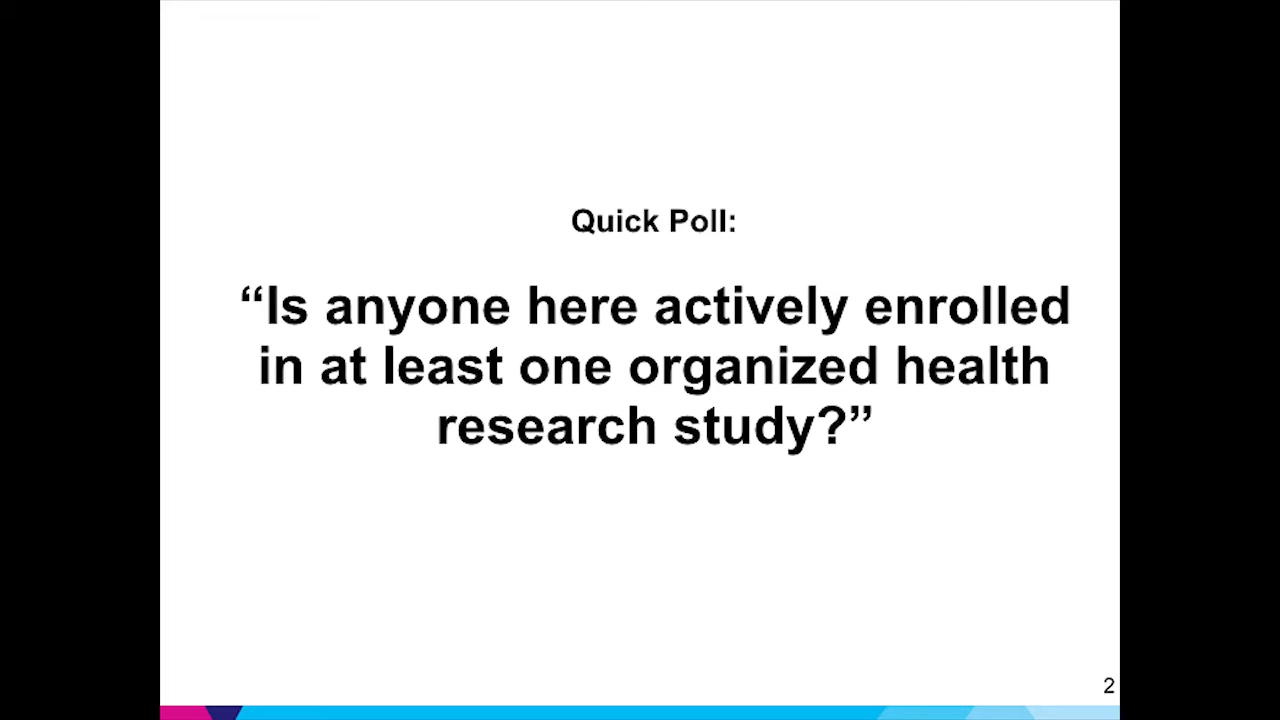 Quick Poll:
“Is anyone here actively enrolled
in at least one organized health
research study?”
2